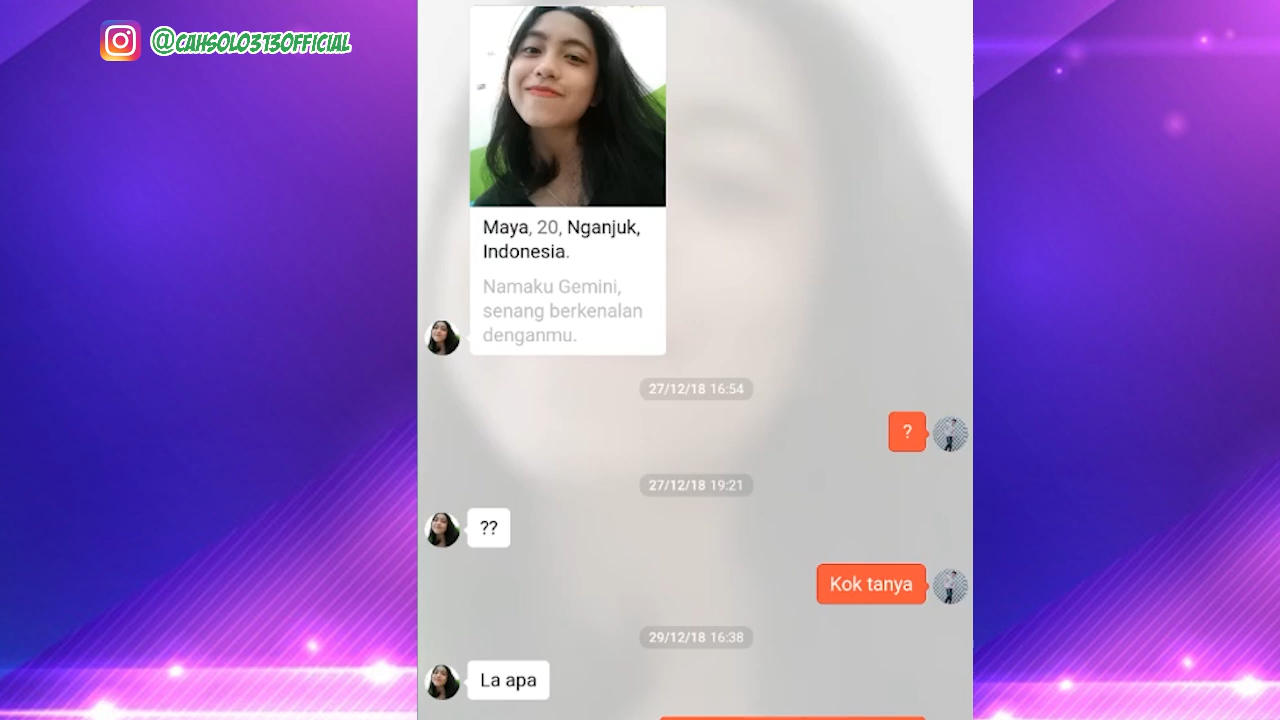 @CAHSOLO313OFFICIAL
Maya, 20, Nganjuk,
Indonesia.
Namaku Gemini,
senang berkenalan
denganmu.
27/12/18 16:54
?
27/12/18 19:21
??
Kok tanya
29/12/18 16:38
La apa